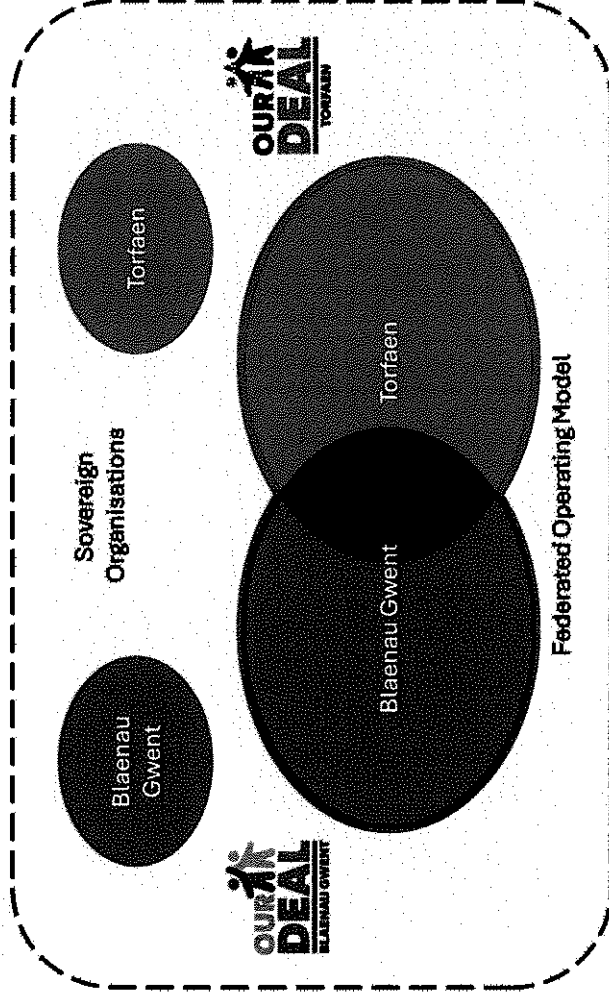 Blaenau
Gwent
Sovereign
Organisations
Torfaen
OUR
DEAL
BLAENAU GWENT
OUR
DEAL
TORFAEN
Blaenau Gwent
Torfaen
Federated Operating Model